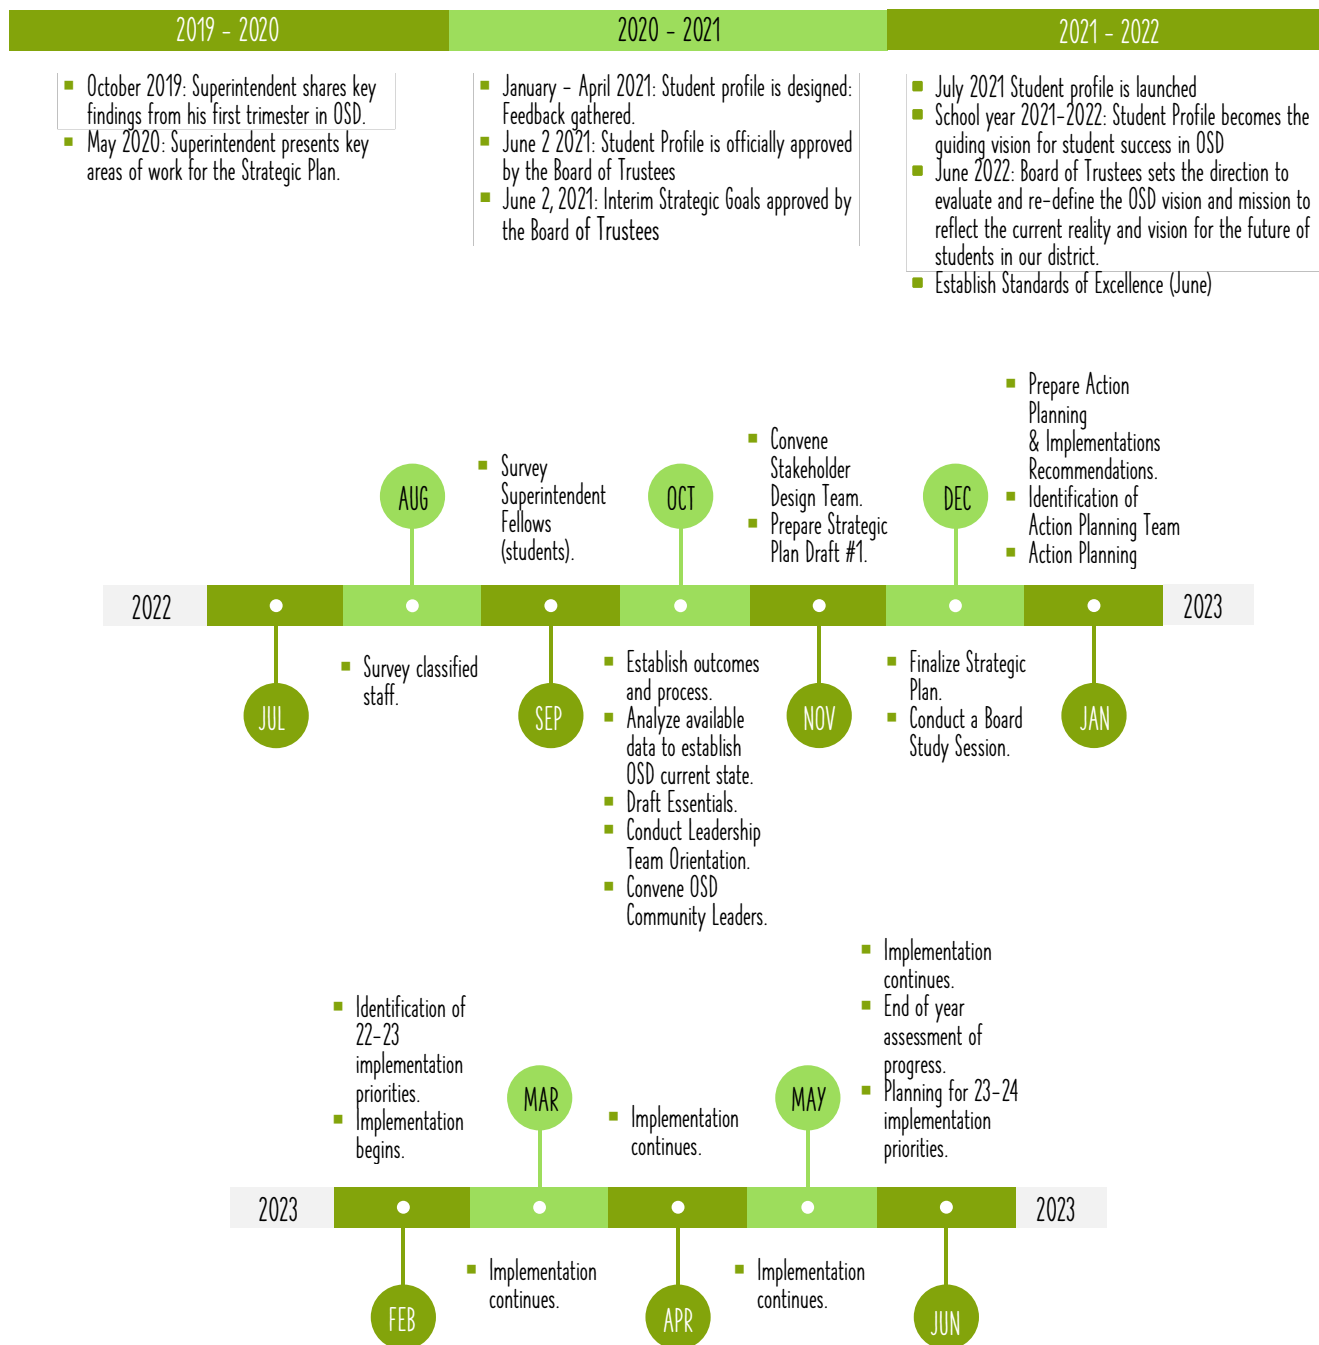 2019 - 2020
October 2019: Superintendent shares key
findings from his first trimester in OSD.
May 2020: Superintendent presents key
areas of work for the Strategic Plan.
2020 - 2021
January - April 2021: Student profile is designed:
Feedback gathered.
June 2 2021: Student Profile is officially approved
by the Board of Trustees
June 2, 2021: Interim Strategic Goals approved by
the Board of Trustees
2021 - 2022
July 2021 Student profile is launched
School year 2021-2022: Student Profile becomes the
guiding vision for student success in OSD
June 2022: Board of Trustees sets the direction to
evaluate and re-define the OSD vision and mission to
reflect the current reality and vision for the future of
students in our district.
Establish Standards of Excellence (June)
2022
JUL
AUG
Survey classified
staff.
SEP
Survey
Superintendent
Fellows
(students).
OCT
Establish outcomes
and process.
Analyze available
data to establish
OSD current state.
Draft Essentials.
Conduct Leadership
Team Orientation.
Convene OSD
Community Leaders.
NOV
Convene
Stakeholder
Design Team.
Prepare Strategic
Plan Draft #1.
DEC
Finalize Strategic
Plan.
Conduct a Board
Study Session.
JAN
Prepare Action
Planning
& Implementations
Recommendations.
Identification of
Action Planning Team
Action Planning
2023
2023
FEB
Identification of
22-23
implementation
priorities.
Implementation
begins.
MAR
Implementation
continues.
APR
Implementation
continues.
MAY
Implementation
continues.
JUN
Implementation
continues.
End of year
assessment of
progress.
Planning for 23-24
implementation
priorities.
2023